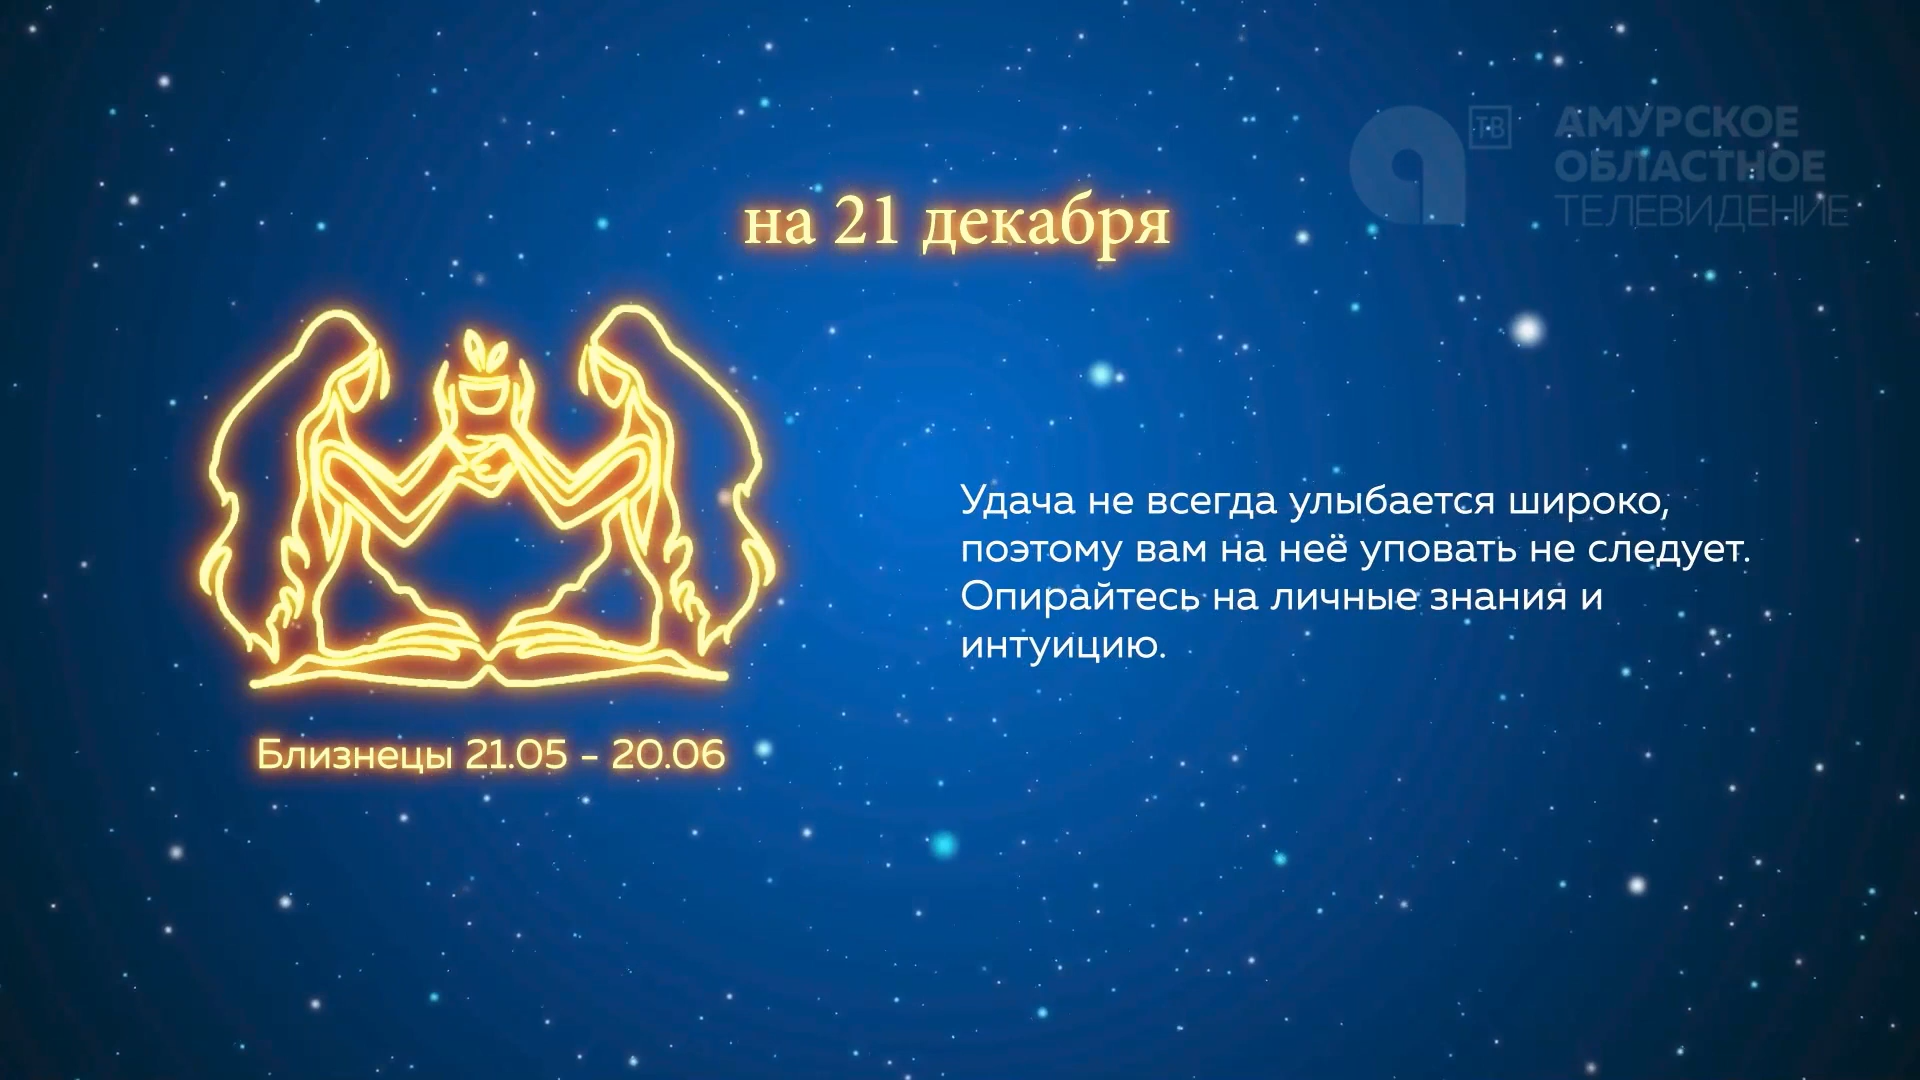 на 21 декабря
ТВ
АМУРСКОЕ
ОБЛАСТНОЕ
ТЕЛЕВИДЕНИЕ
Удача не всегда улыбается широко,
поэтому вам на неё уповать не следует.
Опирайтесь на личные знания и
интуицию.
Близнецы 21.05 - 20.06